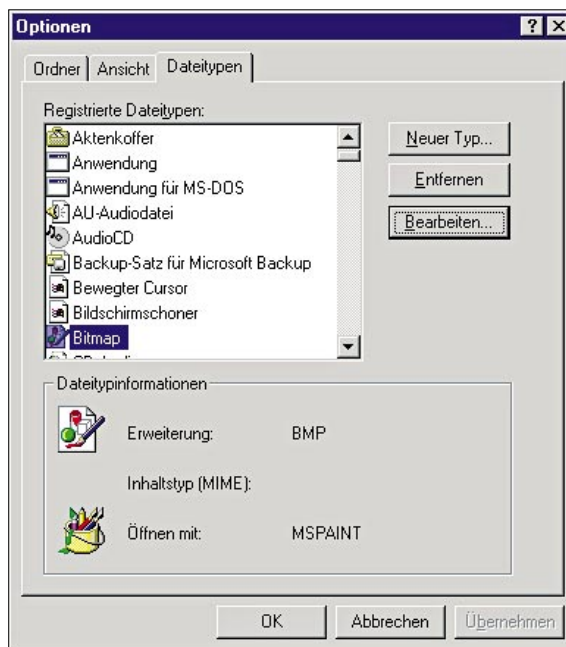 Optionen
Ordner Ansicht Dateitypen
Registrierte Dateitypen:
Aktenkoffer
Anwendung
Anwendung für MS-DOS
AU-Audiodatei
AudioCD
Backup-Satz für Microsoft Backup
Bewegter Cursor
Bildschirmschoner
Bitmap
Neuer Typ...
Entfernen
Bearbeiten...
Dateitypinformationen
Erweiterung: BMP
Inhaltstyp (MIME):
Öffnen mit: MSPAINT
OK Abbrechen Übernehmen